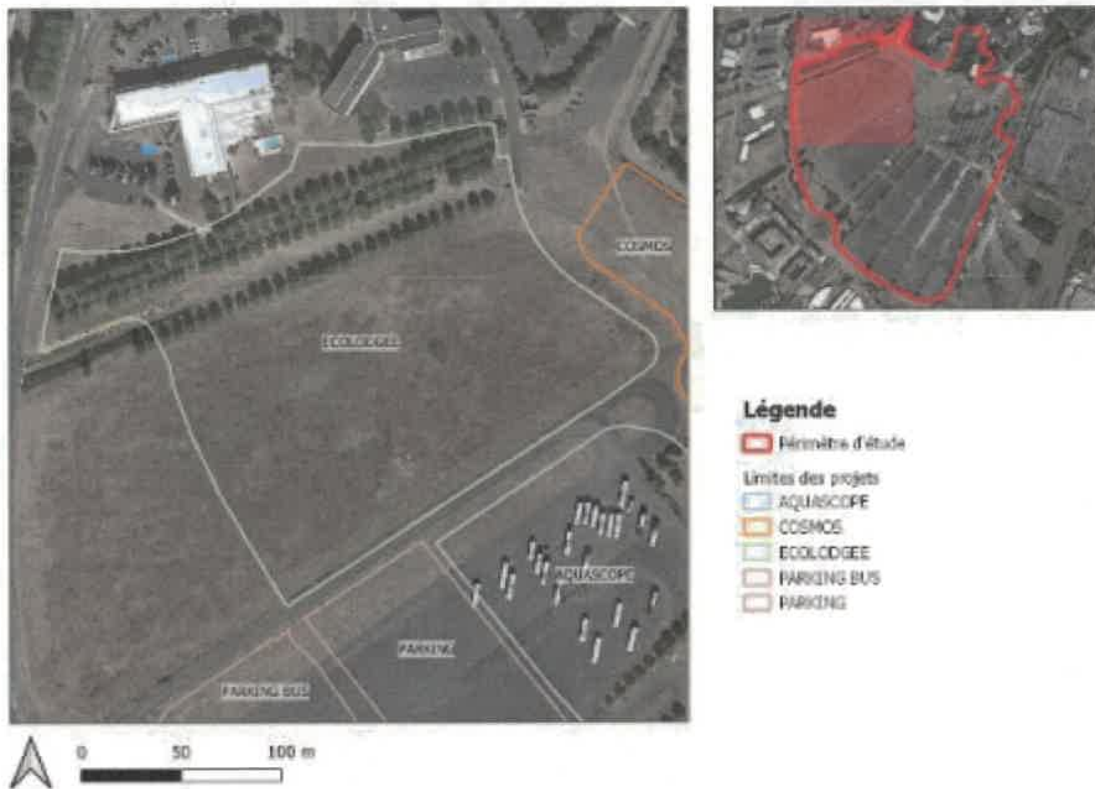 COSMOS
ECOLODGEE
AQUASCOPE
PARKING
PARKING BUS
0 50 100 m
Légende
Périmètre d'étude
Limites des projets
AQUASCOPE
COSMOS
ECOLODGEE
PARKING BUS
PARKING